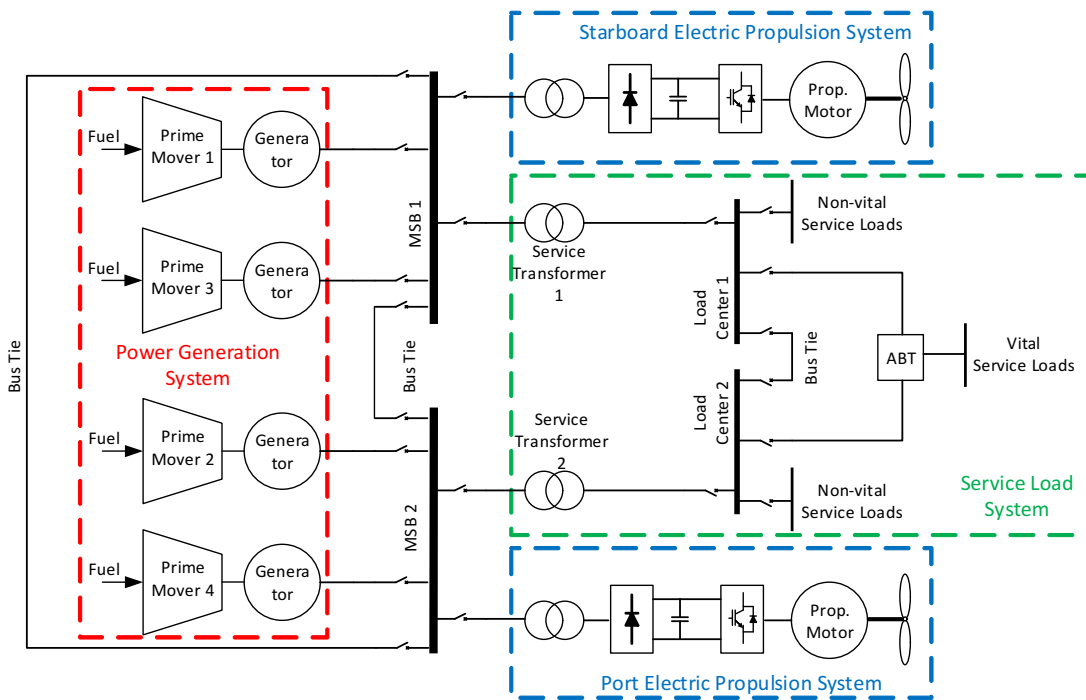 Starboard Electric Propulsion System
Prop.
Motor
Fuel
Prime
Mover 1
Genera
tor
Fuel
Prime
Mover 3
Genera
tor
Power Generation
System
Fuel
Prime
Mover 2
Genera
tor
Fuel
Prime
Mover 4
Genera
tor
Bus Tie
MSB 1
Bus Tie
MSB 2
Service
Transformer
1
Service
Transformer
2
Load
Center 1
Load
Center 2
Bus Tie
Non-vital
Service Loads
ABT
Vital
Service Loads
Non-vital
Service Loads
Service Load
System
Prop.
Motor
Port Electric Propulsion System